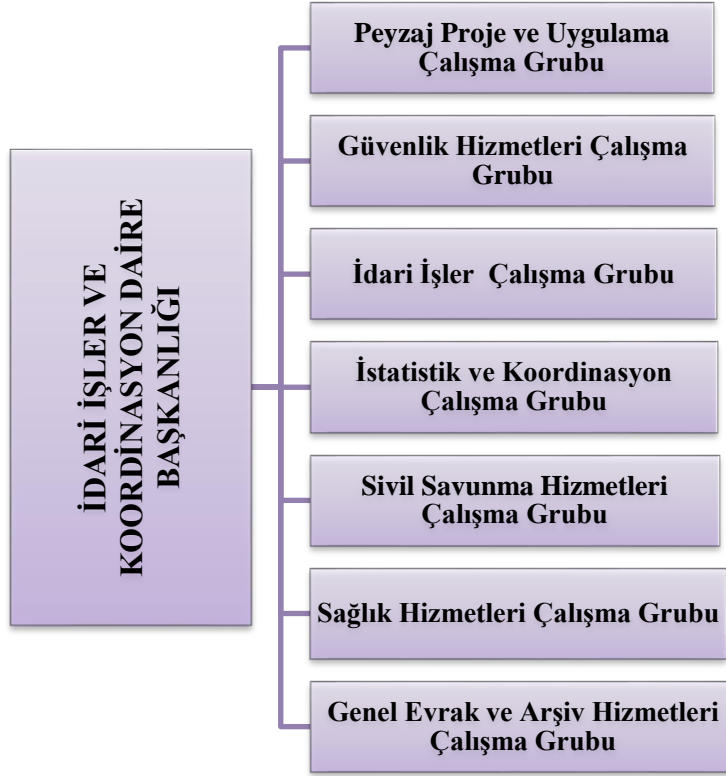 İDARİ İŞLER VE
KOORDİNASYON DAİRE
BAŞKANLIĞI
Peyzaj Proje ve Uygulama
Çalışma Grubu
Güvenlik Hizmetleri Çalışma
Grubu
İdari İşler Çalışma Grubu
İstatistik ve Koordinasyon
Çalışma Grubu
Sivil Savunma Hizmetleri
Çalışma Grubu
Sağlık Hizmetleri Çalışma Grubu
Genel Evrak ve Arşiv Hizmetleri
Çalışma Grubu